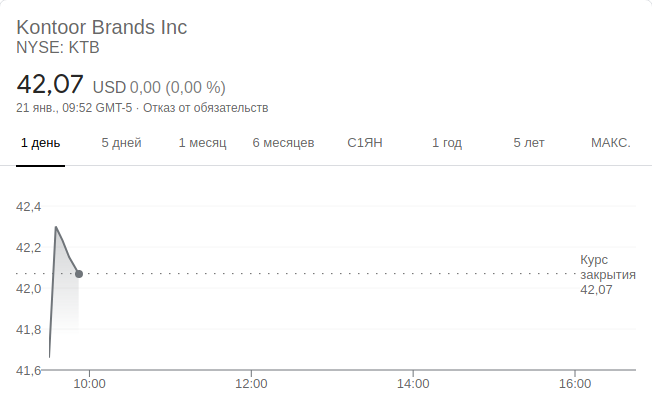 Kontoor Brands Inc
NYSE: KTB
42,07 USD 0,00 (0,00 %)
21 янв., 09:52 GMT-5 · Отказ от обязательств
1 день 5 дней 1 месяц 6 месяцев С1ЯН 1 год 5 лет МАКС.
42,4
42,2
42,0
41,8
41,6
Курс
закрытия
42,07
10:00 12:00 14:00 16:00